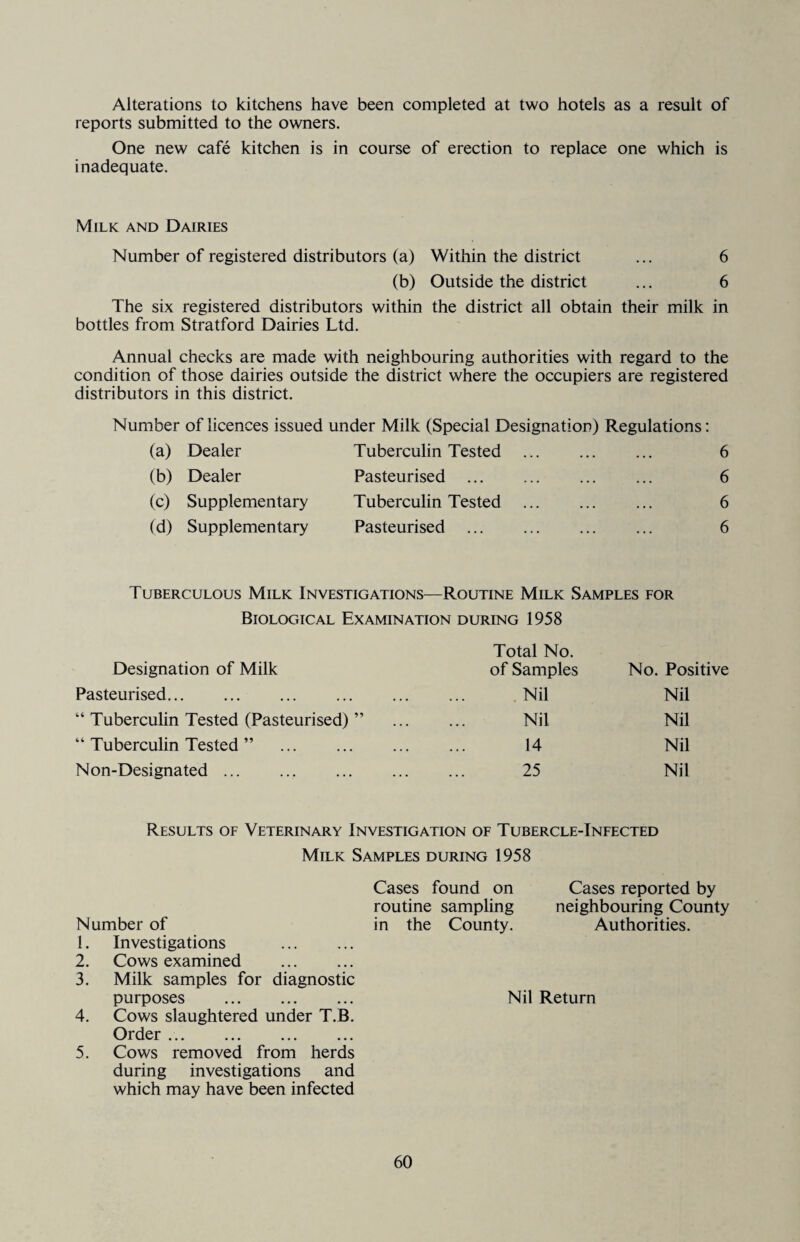 Alterations to kitchens have been completed at two hotels as a result of
reports submitted to the owners.
One new café kitchen is in course of erection to replace one which is
inadequate.
Milk and Dairies
Number of registered distributors (a) Within the district ... 6
(b) Outside the district ... 6
The six registered distributors within the district all obtain their milk in
bottles from Stratford Dairies Ltd.
Annual checks are made with neighbouring authorities with regard to the
condition of those dairies outside the district where the occupiers are registered
distributors in this district.
Number of licences issued under Milk (Special Designation) Regulations:
(a) Dealer Tuberculin Tested ... ... ... 6
(b) Dealer Pasteurised ... ... ... ... 6
(c) Supplementary Tuberculin Tested ... ... ... 6
(d) Supplementary Pasteurised ... ... ... ... 6
Tuberculous Milk Investigations—Routine Milk Samples for
Biological Examination during 1958
Total No.
Designation of Milk of Samples No. Positive
Pasteurised... ... ... ... ... ... Nil Nil
“ Tuberculin Tested (Pasteurised) ” ... ... Nil Nil
“ Tuberculin Tested ” ... ... ... ... 14 Nil
Non-Designated ... ... ... ... ... 25 Nil
Results of Veterinary Investigation of Tubercle-Infected
Milk Samples during 1958
Cases found on Cases reported by
routine sampling neighbouring County
Number of in the County. Authorities.
1. Investigations ... ...
2. Cows examined ... ...
3. Milk samples for diagnostic
purposes ... ... ... Nil Return
4. Cows slaughtered under T.B.
Order ... ... ... ...
5. Cows removed from herds
during investigations and
which may have been infected
60